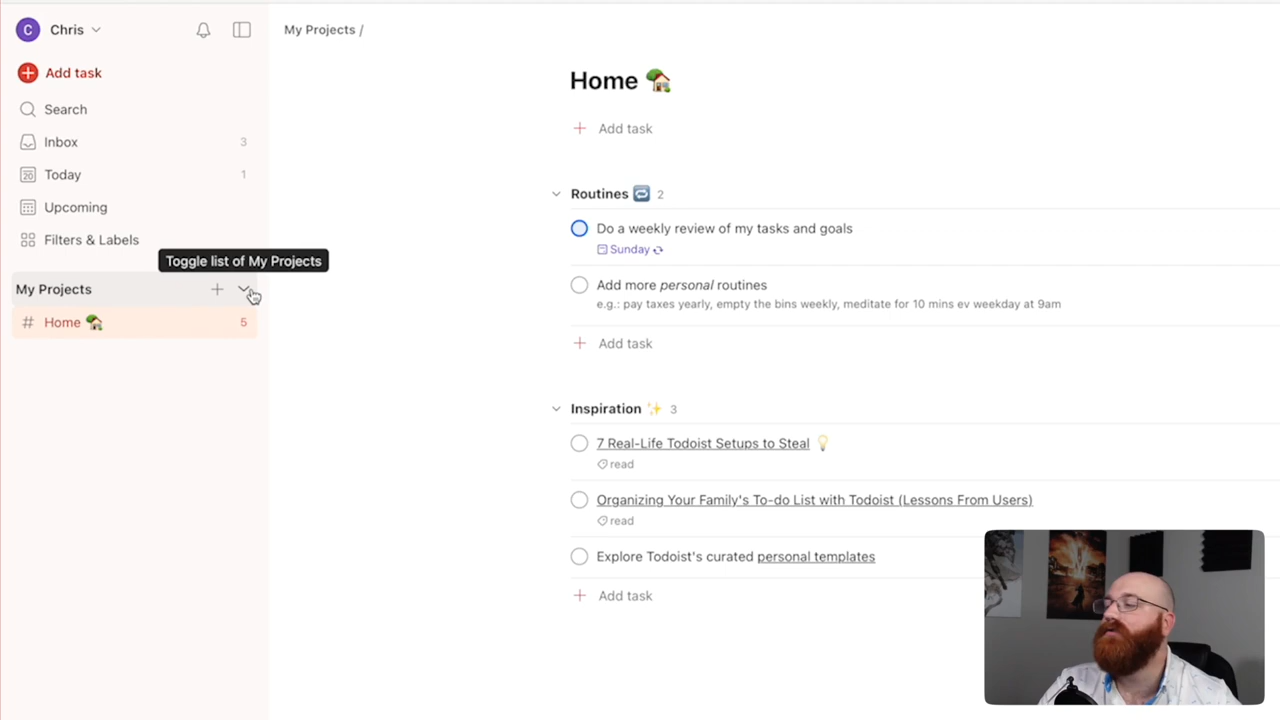 C Chris
My Projects /
Add task
Search
Inbox 3
20 Today 1
Upcoming
Filters & Labels
Toggle list of My Projects
My Projects
# Home 🏡 5
Home 🏡
Add task
Routines 🔁 2
Do a weekly review of my tasks and goals
Sunday
Add more personal routines
e.g.: pay taxes yearly, empty the bins weekly, meditate for 10 mins ev weekday at 9am
Add task
Inspiration ✨ 3
7 Real-Life Todoist Setups to Steal 💡
read
Organizing Your Family's To-do List with Todoist (Lessons From Users)
read
Explore Todoist's curated personal templates
Add task